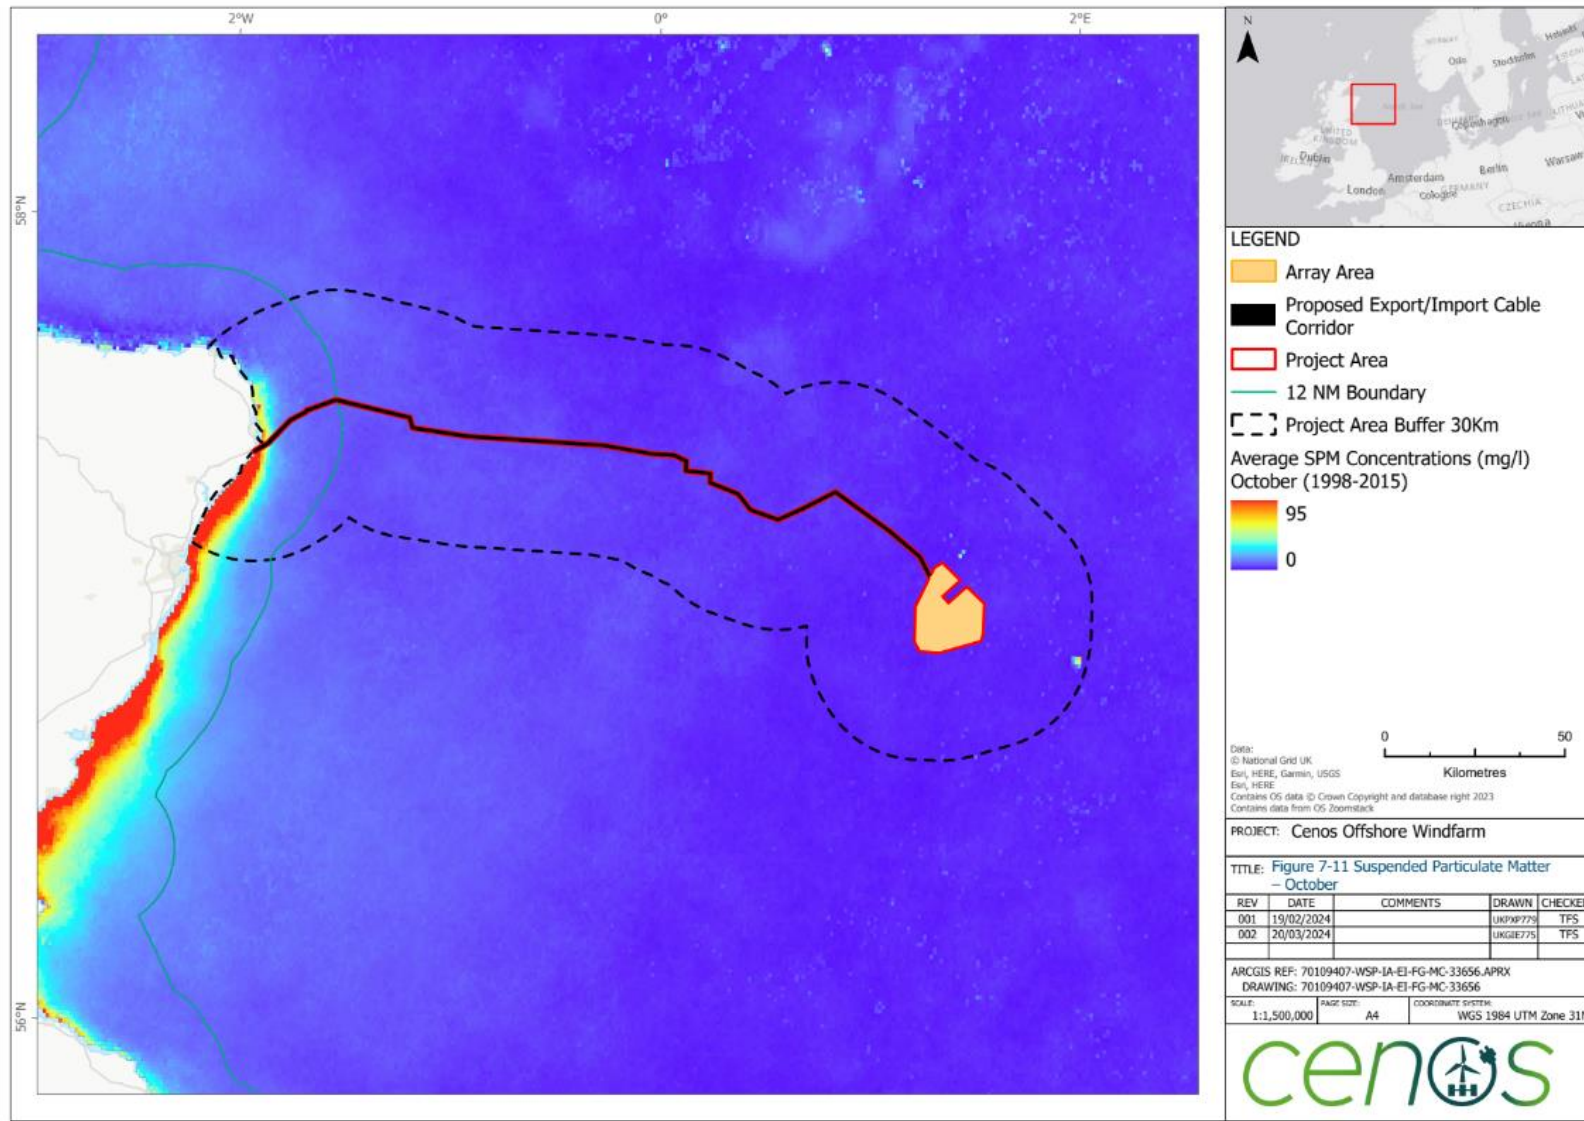 2°W
0°
2°E
58°N
56°N
N
NORWAY
Oslo
Stockholm
Copenhagen
UNITED
KINGDOM
Dublin
Amsterdam
Berlin
Warsaw
London
Cologne
GERMANY
CZECHIA
Vienna
LEGEND
Array Area
Proposed Export/Import Cable
Corridor
Project Area
12 NM Boundary
Project Area Buffer 30Km
Average SPM Concentrations (mg/l)
October (1998-2015)
95
0
0 50
Kilometres
Data:
© National Grid UK
Esri, HERE, Garmin, USGS
Esri, HERE
Contains OS data © Crown Copyright and database right 2023
Contains data from OS Zoomstack
PROJECT: Cenos Offshore Windfarm
TITLE: Figure 7-11 Suspended Particulate Matter
– October
REV DATE COMMENTS DRAWN CHECKED
001 19/02/2024 UKPXP779 TFS
002 20/03/2024 UKGIE775 TFS
ARCGIS REF: 70109407-WSP-IA-EI-FG-MC-33656.APRX
DRAWING: 70109407-WSP-IA-EI-FG-MC-33656
SCALE: PAGE SIZE: COORDINATE SYSTEM:
1:1,500,000 A4 WGS 1984 UTM Zone 31N
cenos